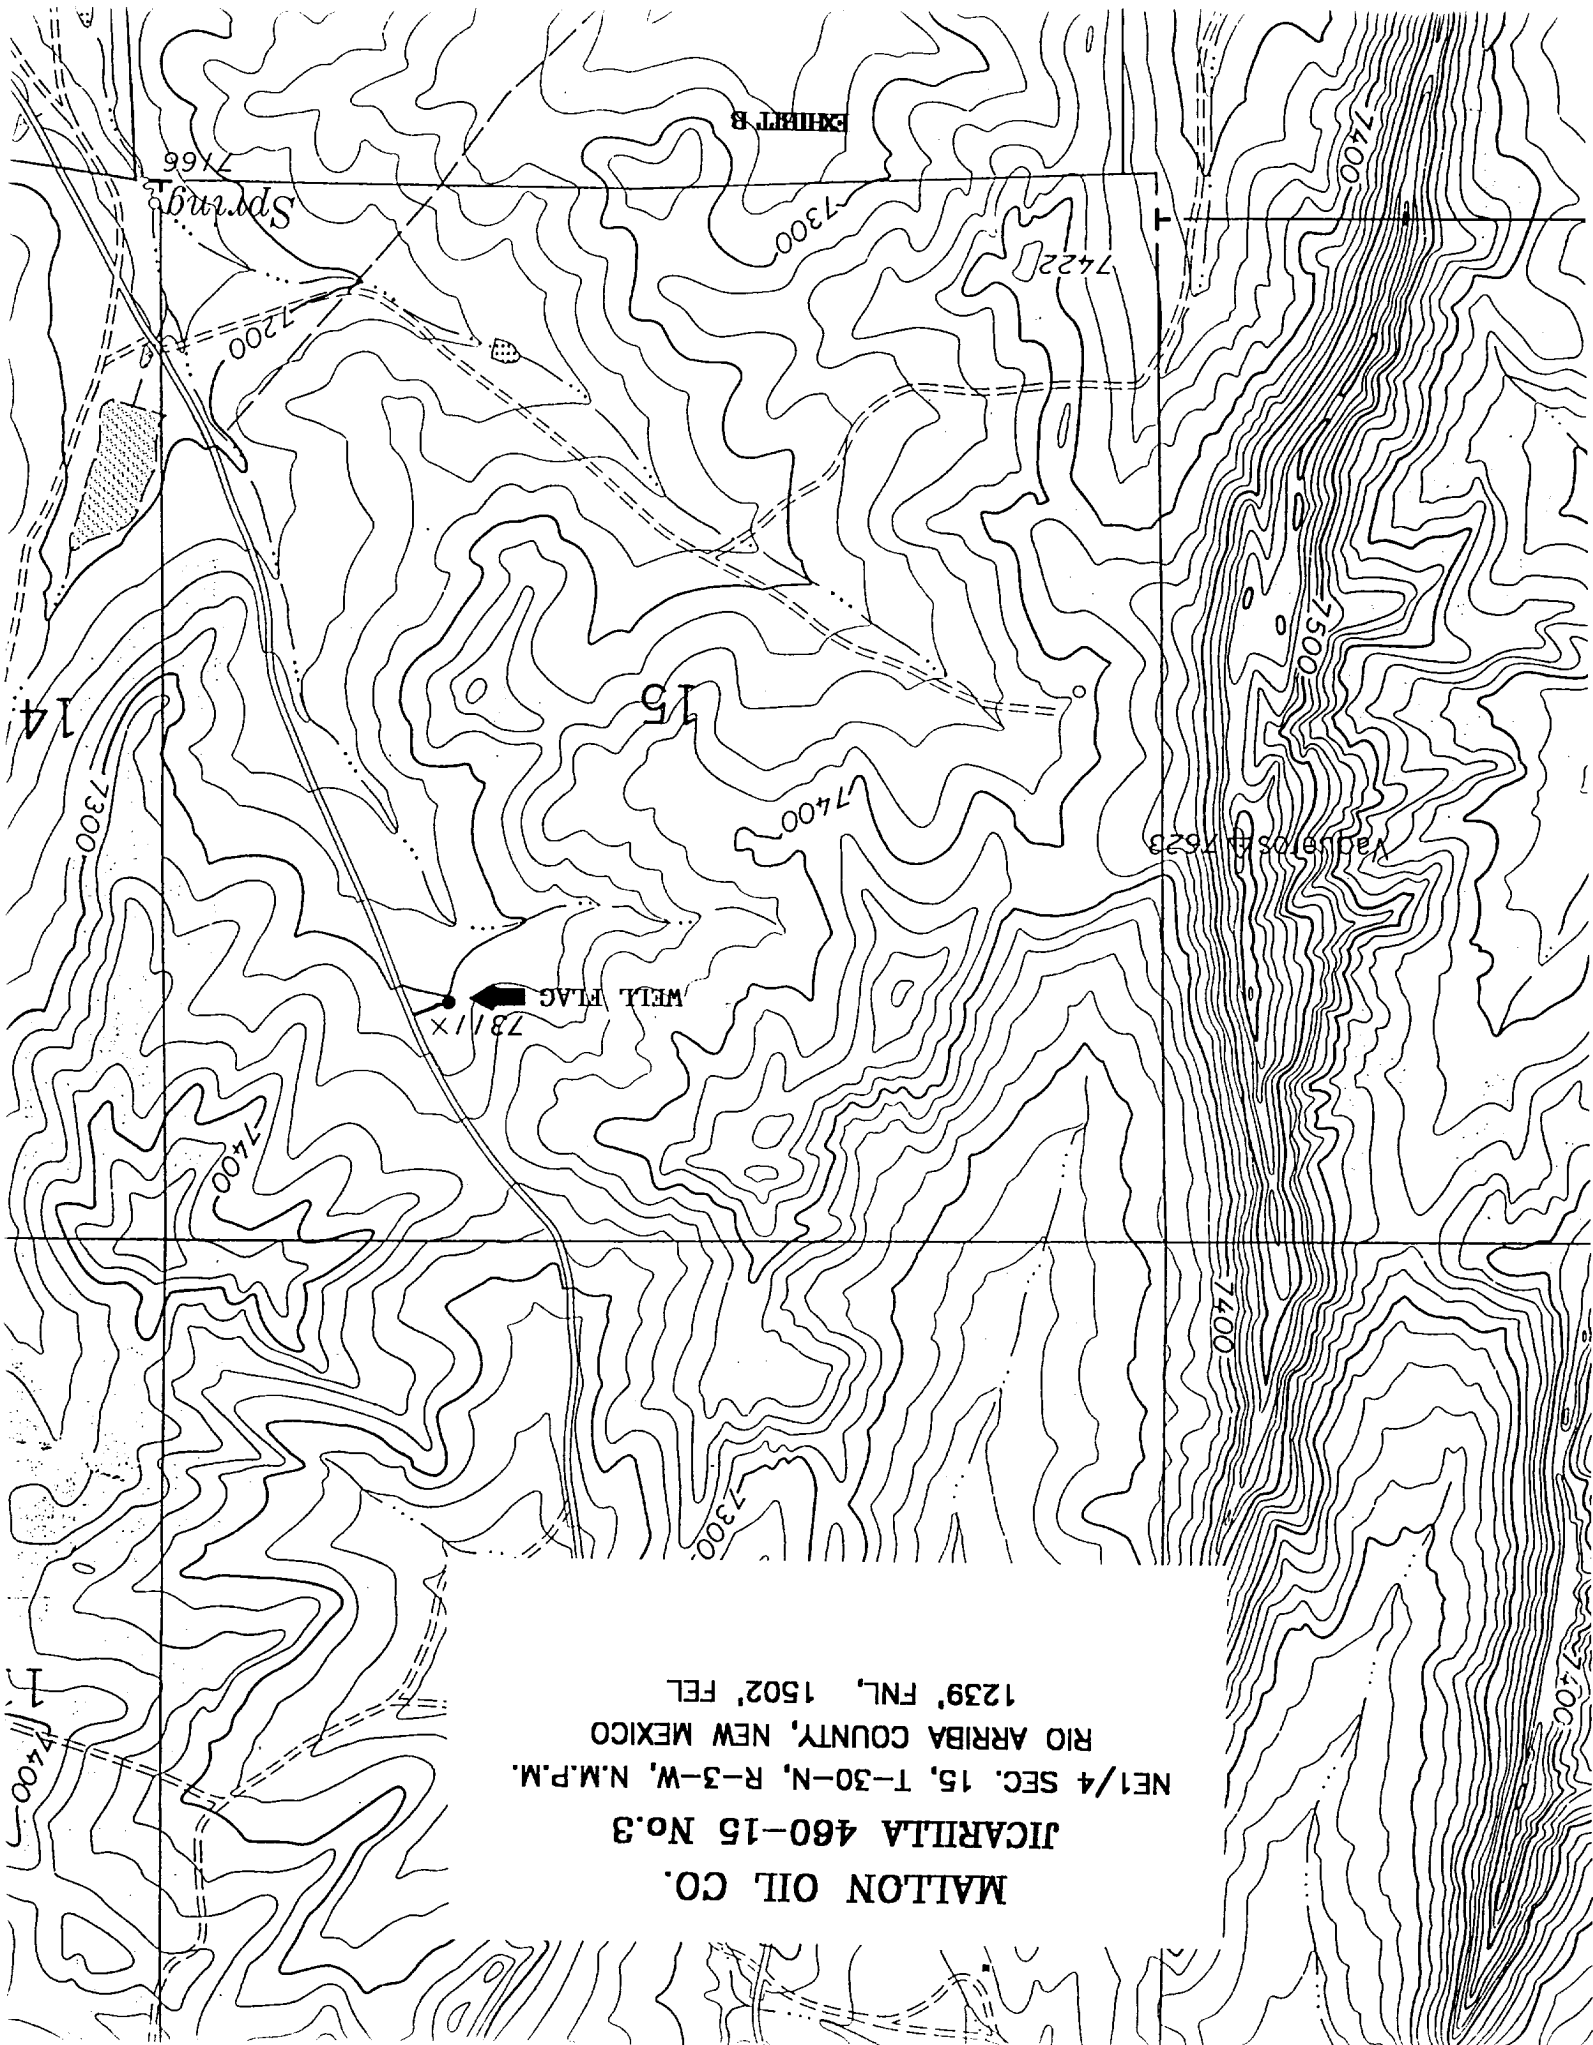 MALLON OIL CO.
JICARILLA 460-15 No.3
NE1/4 SEC. 15, T-30-N, R-3-W, N.M.P.M.
RIO ARRIBA COUNTY, NEW MEXICO
1239' FNL, 1502' FEL
7400
7400
7300
7400
7400
7311X
WELL FLAG
Vaqueros 7623
7400
7300
15
14
7500
7200
7422
7300
Spring
7166
7400
EXHIBIT B